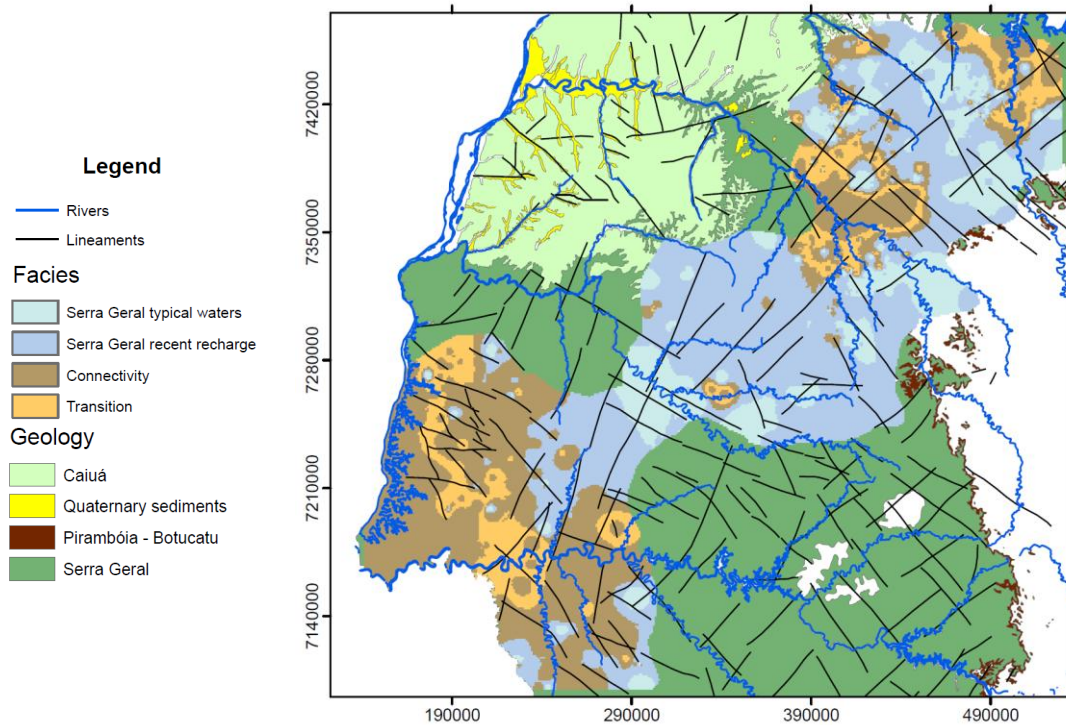 Legend
Rivers
Lineaments
Facies
Serra Geral typical waters
Serra Geral recent recharge
Connectivity
Transition
Geology
Caiuá
Quaternary sediments
Pirambóia - Botucatu
Serra Geral
7420000
7350000
7280000
7210000
7140000
190000
290000
390000
490000